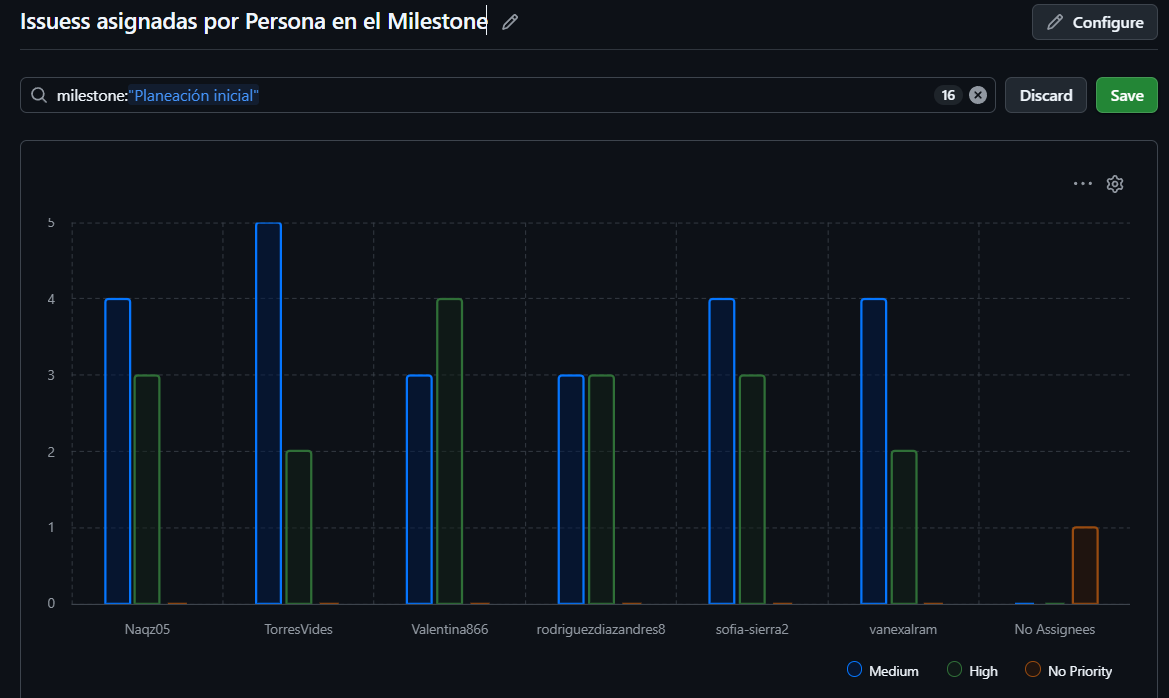 Issuess asignadas por Persona en el Milestone
Configure
milestone:"Planeación inicial"
16
Discard
Save
5
4
3
2
1
0
Naqz05
TorresVides
Valentina866
rodriguezdiazandres8
sofia-sierra2
vanexalram
No Assignees
Medium
High
No Priority